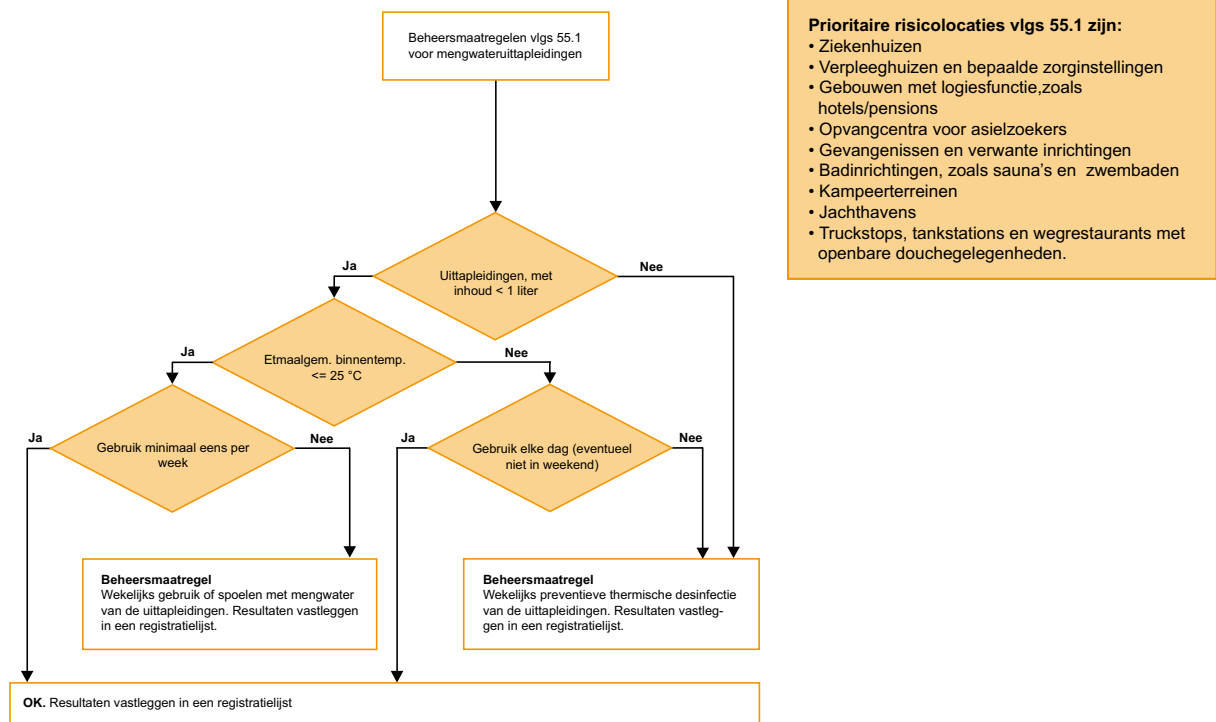 Beheersmaatregelen vlgs 55.1
voor mengwateruittapleidingen
Prioritaire risicolocaties vlgs 55.1 zijn:
• Ziekenhuizen
• Verpleeghuizen en bepaalde zorginstellingen
• Gebouwen met logiesfunctie,zoals
hotels/pensions
• Opvangcentra voor asielzoekers
• Gevangenissen en verwante inrichtingen
• Badinrichtingen, zoals sauna's en zwembaden
• Kampeerterreinen
• Jachthavens
• Truckstops, tankstations en wegrestaurants met
openbare douchegelegenheden.
Ja
Uittapleidingen, met
inhoud < 1 liter
Nee
Ja
Etmaalgem. binnentemp.
<= 25 °C
Nee
Ja
Gebruik minimaal eens per
week
Nee
Ja
Gebruik elke dag (eventueel
niet in weekend)
Nee
Beheersmaatregel
Wekelijks gebruik of spoelen met mengwater
van de uittapleidingen. Resultaten vastleggen
in een registratielijst.
Beheersmaatregel
Wekelijks preventieve thermische desinfectie
van de uittapleidingen. Resultaten vastleg-
gen in een registratielijst.
OK. Resultaten vastleggen in een registratielijst